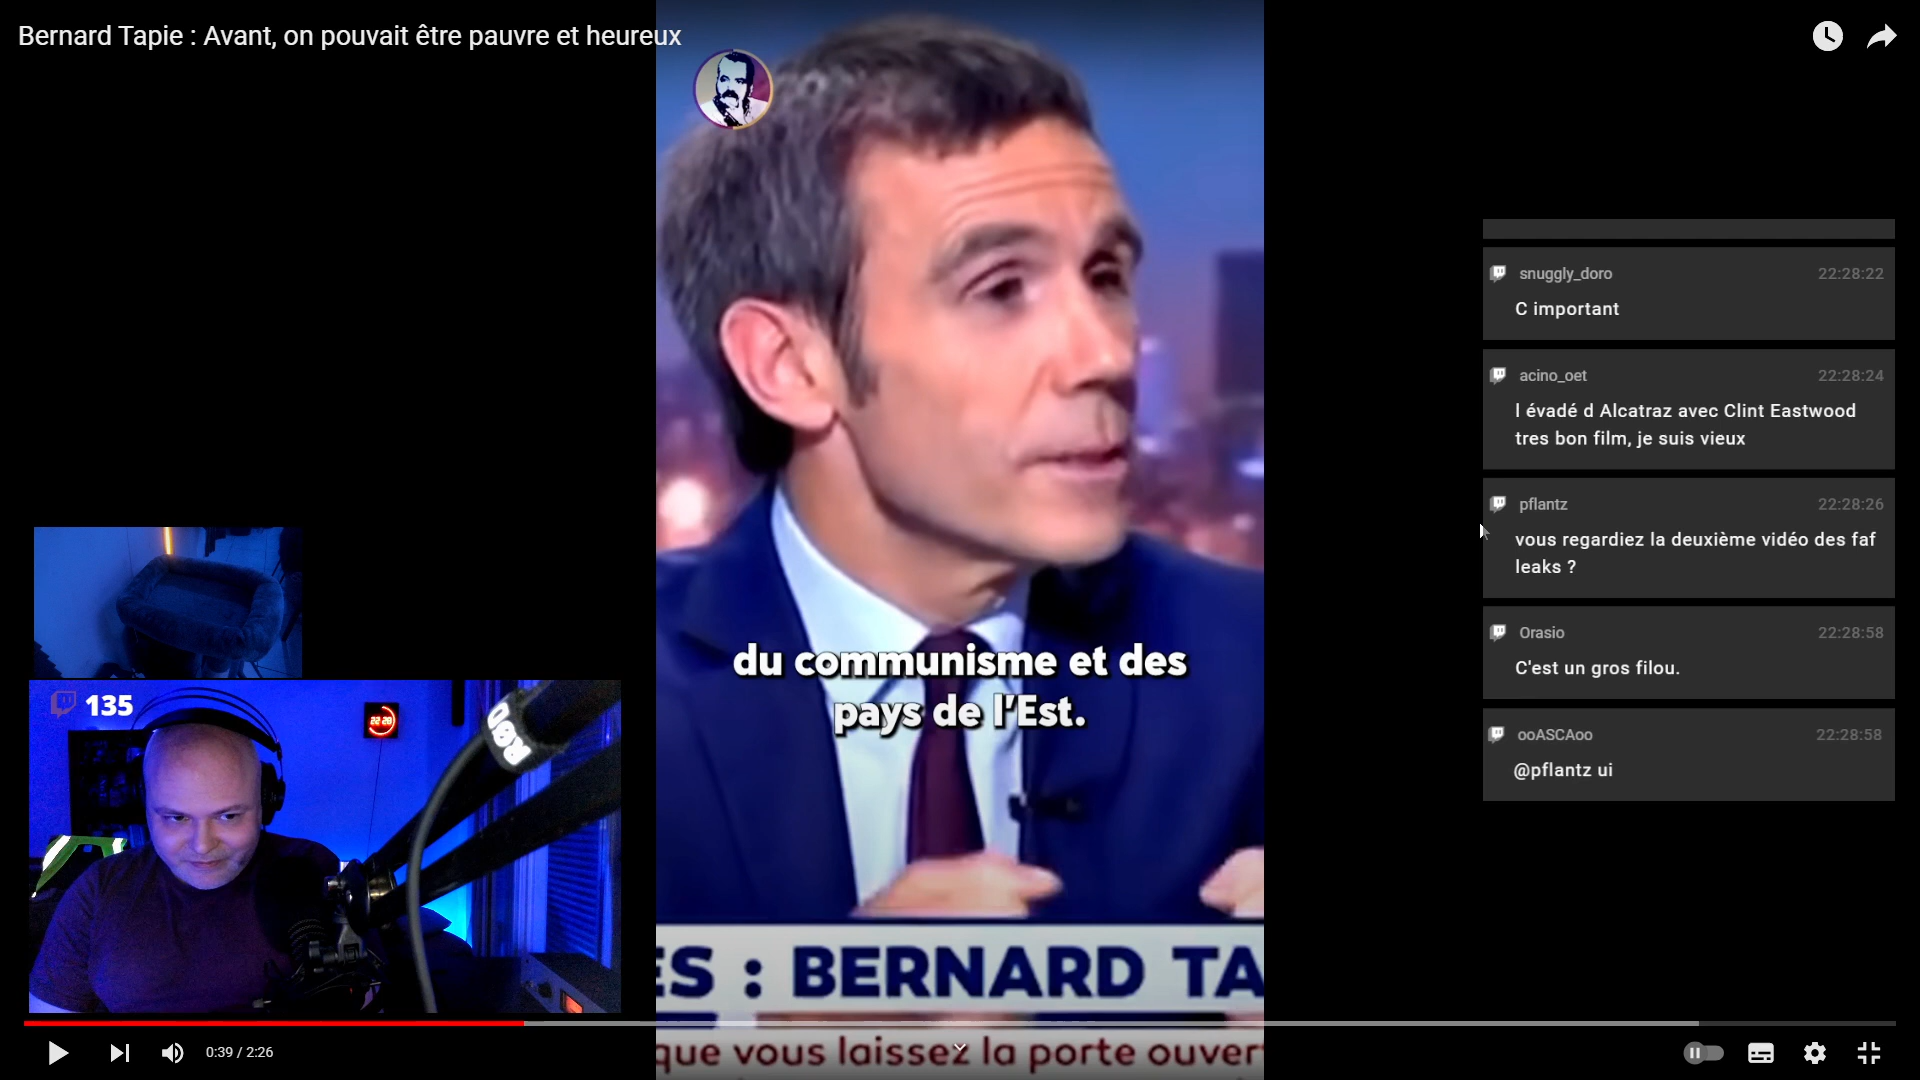 Bernard Tapie : Avant, on pouvait être pauvre et heureux
snuggly_doro 22:28:22
C important
acino_oet 22:28:24
l évadé d Alcatraz avec Clint Eastwood
tres bon film, je suis vieux
pflantz 22:28:26
vous regardiez la deuxième vidéo des faf
leaks ?
Orasio 22:28:58
C'est un gros filou.
ooASCAoo 22:28:58
@pflantz ui
du communisme et des
pays de l'Est.
135
22 28
RØD
ES : BERNARD TA
que vous laissez la porte ouver
0:39 / 2:26